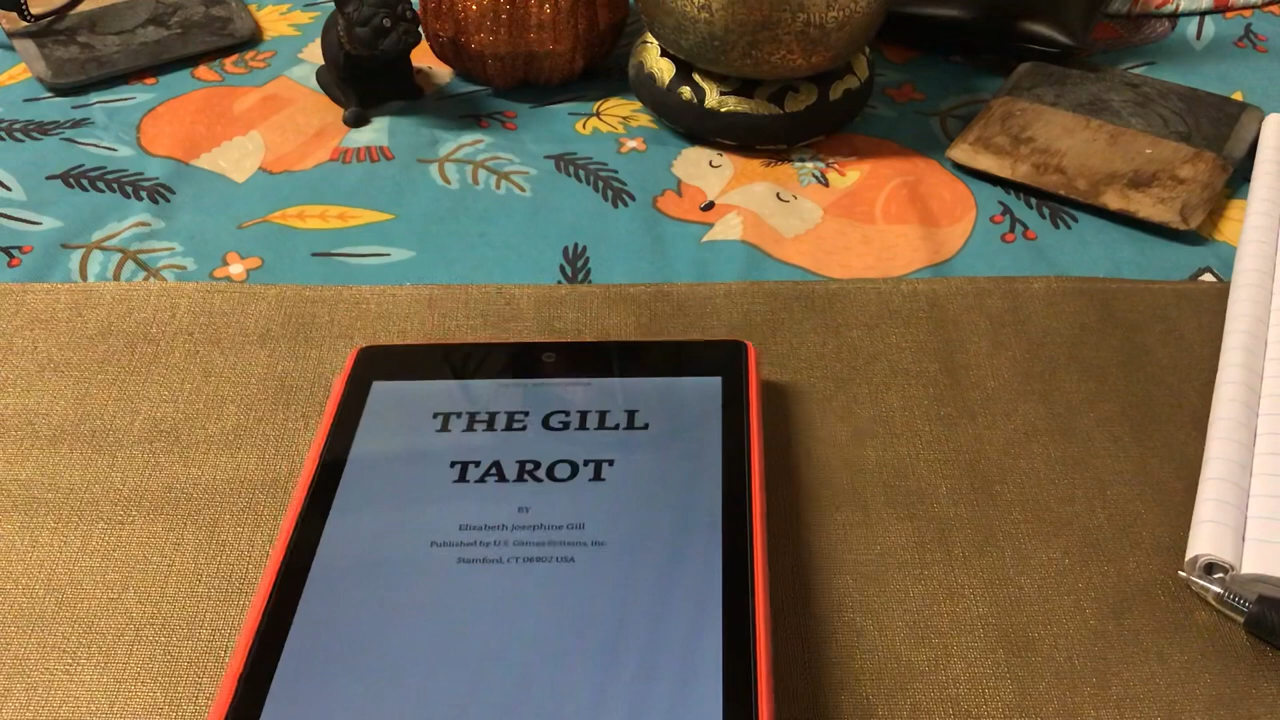 THE GILL
TAROT
BY
Elizabeth Josephine Gill
Published by U.S. Games Systems, Inc.
Stamford, CT 06902 USA